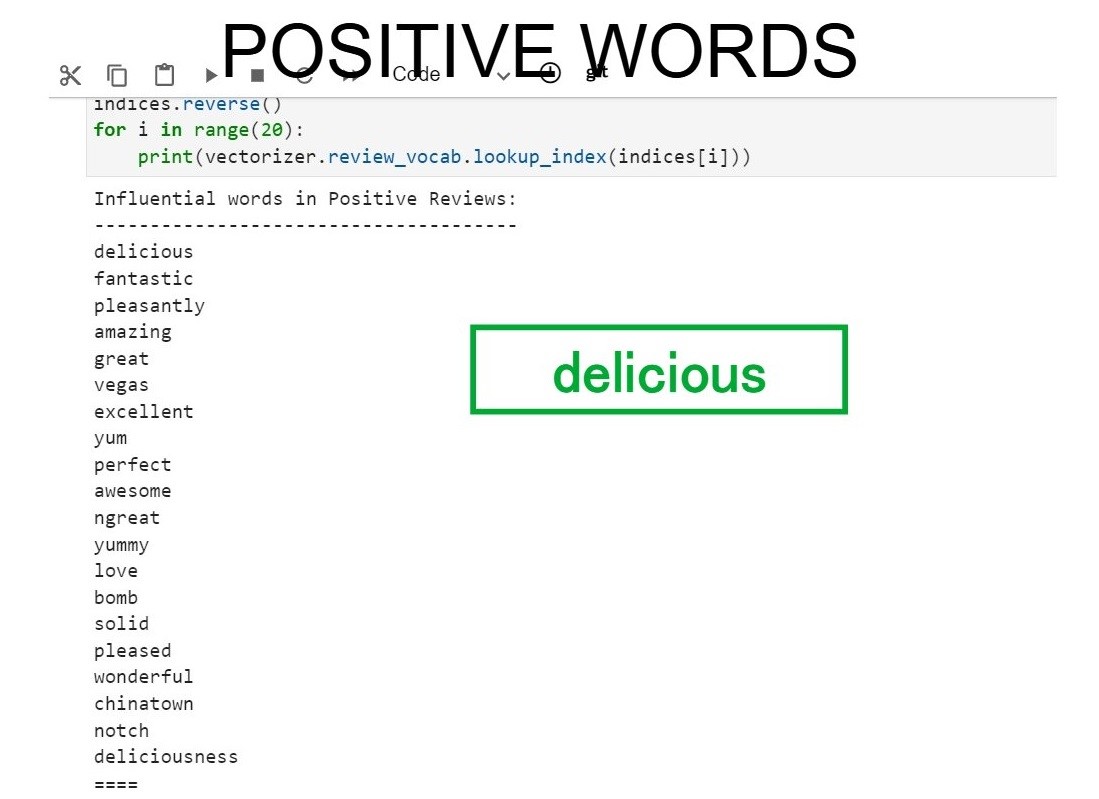 POSITIVE WORDS
Code
git
indices.reverse()
for i in range(20):
    print(vectorizer.review_vocab.lookup_index(indices[i]))
Influential words in Positive Reviews:
--------------------------------------
delicious
fantastic
pleasantly
amazing
great
vegas
excellent
yum
perfect
awesome
ngreat
yummy
love
bomb
solid
pleased
wonderful
chinatown
notch
deliciousness
====
delicious